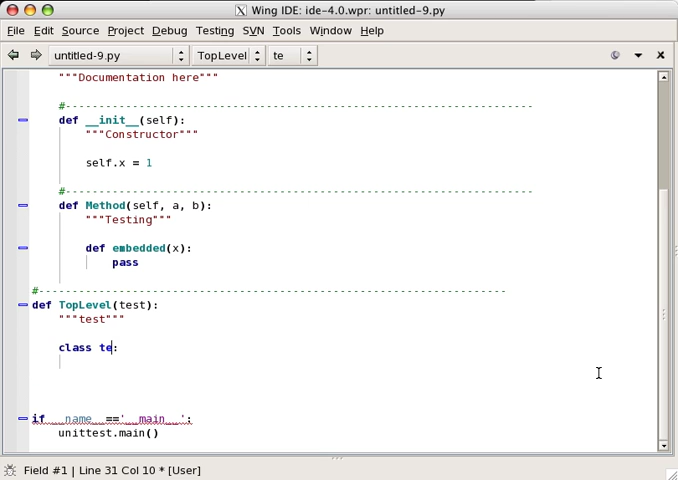 Wing IDE: ide-4.0.wpr: untitled-9.py
File Edit Source Project Debug Testing SVN Tools Window Help
untitled-9.py TopLevel te
"""Documentation here"""
#----------------------------------------------------------------------
def __init__(self):
"""Constructor"""
self.x = 1
#----------------------------------------------------------------------
def Method(self, a, b):
"""Testing"""
def embedded(x):
pass
#----------------------------------------------------------------------
def TopLevel(test):
"""test"""
class te:
if __name__=='__main__':
unittest.main()
Field #1 | Line 31 Col 10 * [User]